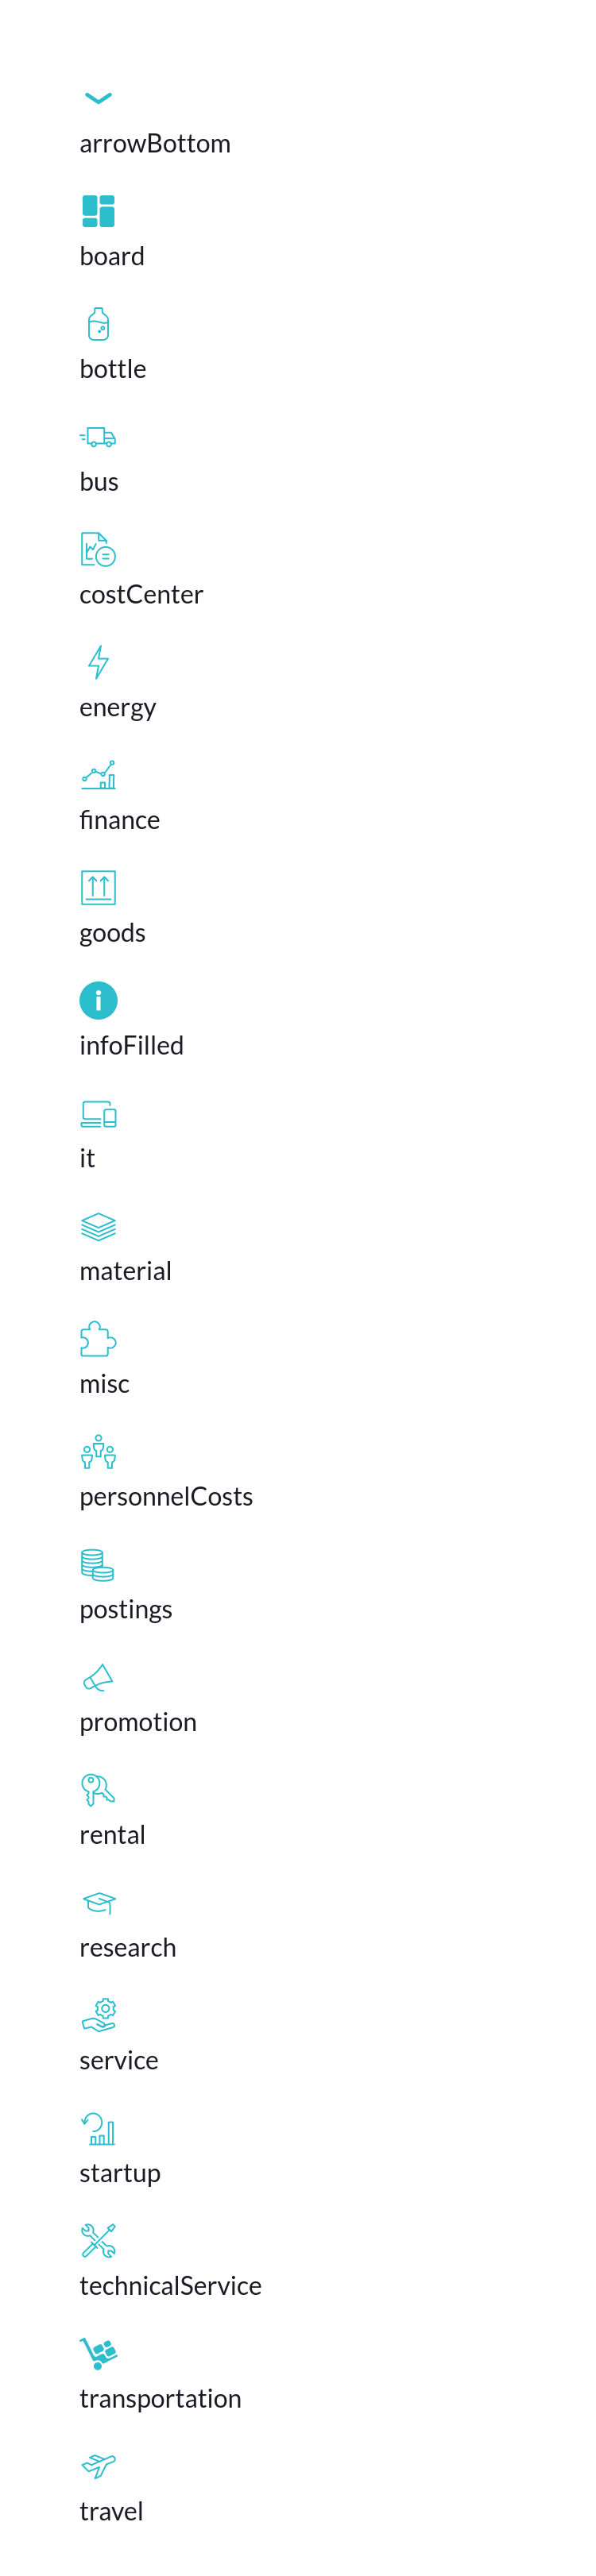 arrowBottom
board
bottle
bus
costCenter
energy
finance
goods
infoFilled
it
material
misc
personnelCosts
postings
promotion
rental
research
service
startup
technicalService
transportation
travel